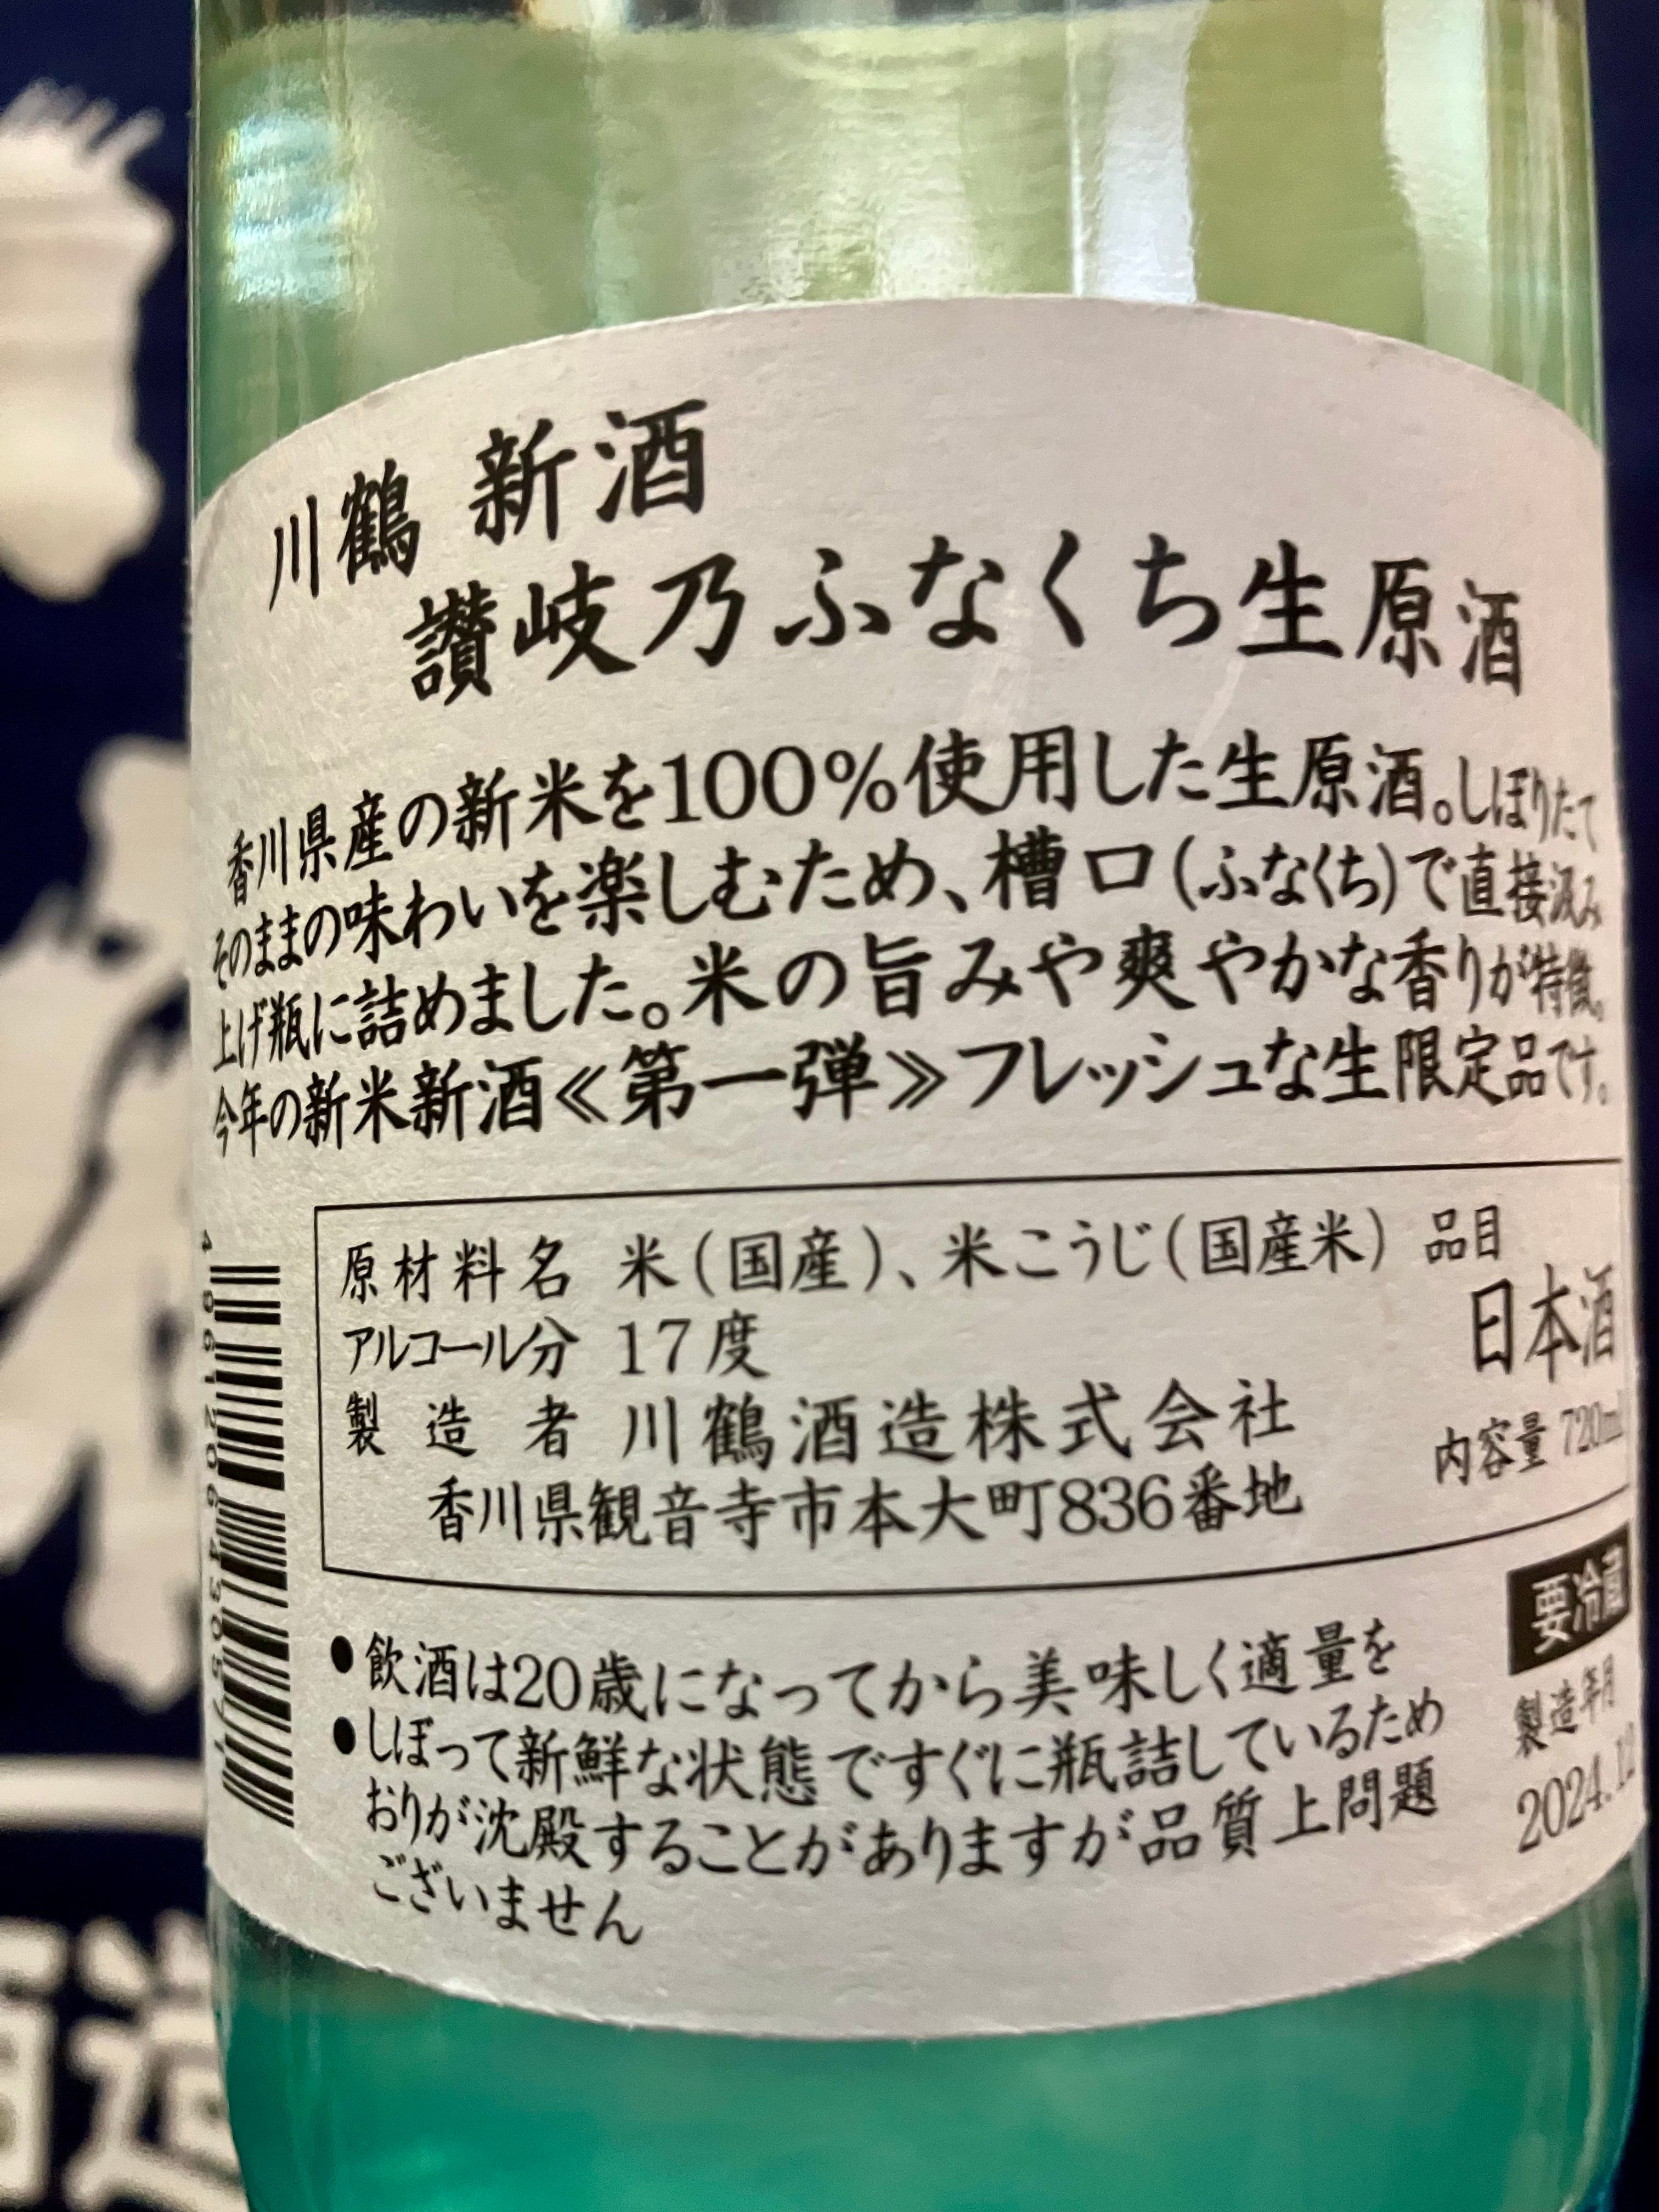 川鶴 新酒
讃岐乃ふなくち生原酒
香川県産の新米を100%使用した生原酒。しぼりたて
そのままの味わいを楽しむため、槽口(ふなくち)で直接汲み
上げ瓶に詰めました。米の旨みや爽やかな香りが特徴。
今年の新米新酒≪第一弾≫フレッシュな生限定品です。
原材料名 米(国産)、米こうじ(国産米) 品目
日本酒
アルコール分 17度
製造者 川鶴酒造株式会社
内容量 720ml
香川県観音寺市本大町836番地
要冷蔵
●飲酒は20歳になってから美味しく適量を
●しぼって新鮮な状態ですぐに瓶詰しているため
おりが沈殿することがありますが品質上問題
ございません
製造年月
2024.12